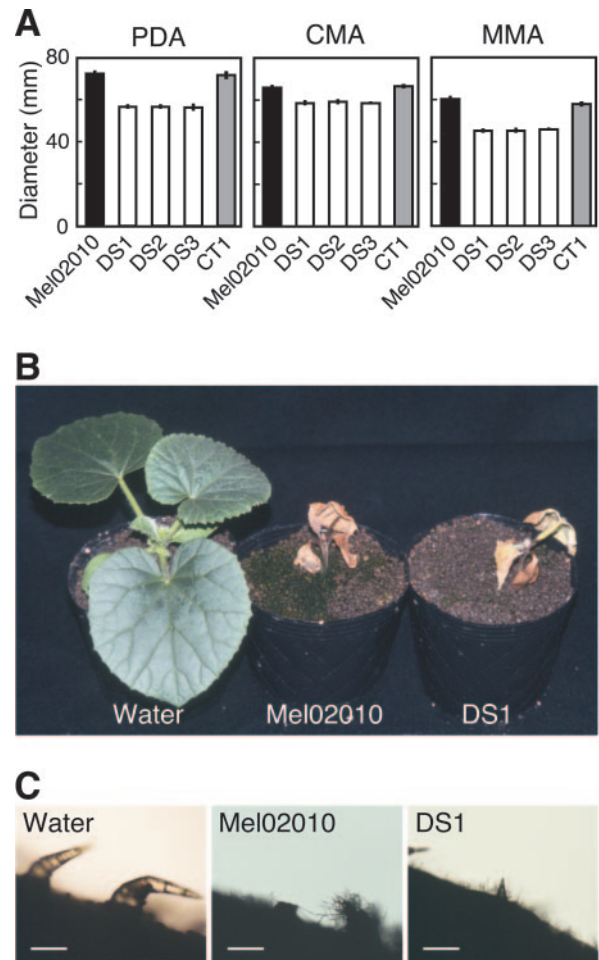 A
PDA CMA MMA
Diameter (mm)
80
40
0
Mel02010 DS1 DS2 DS3 CT1 Mel02010 DS1 DS2 DS3 CT1 Mel02010 DS1 DS2 DS3 CT1
B
Water Mel02010 DS1
C
Water Mel02010 DS1